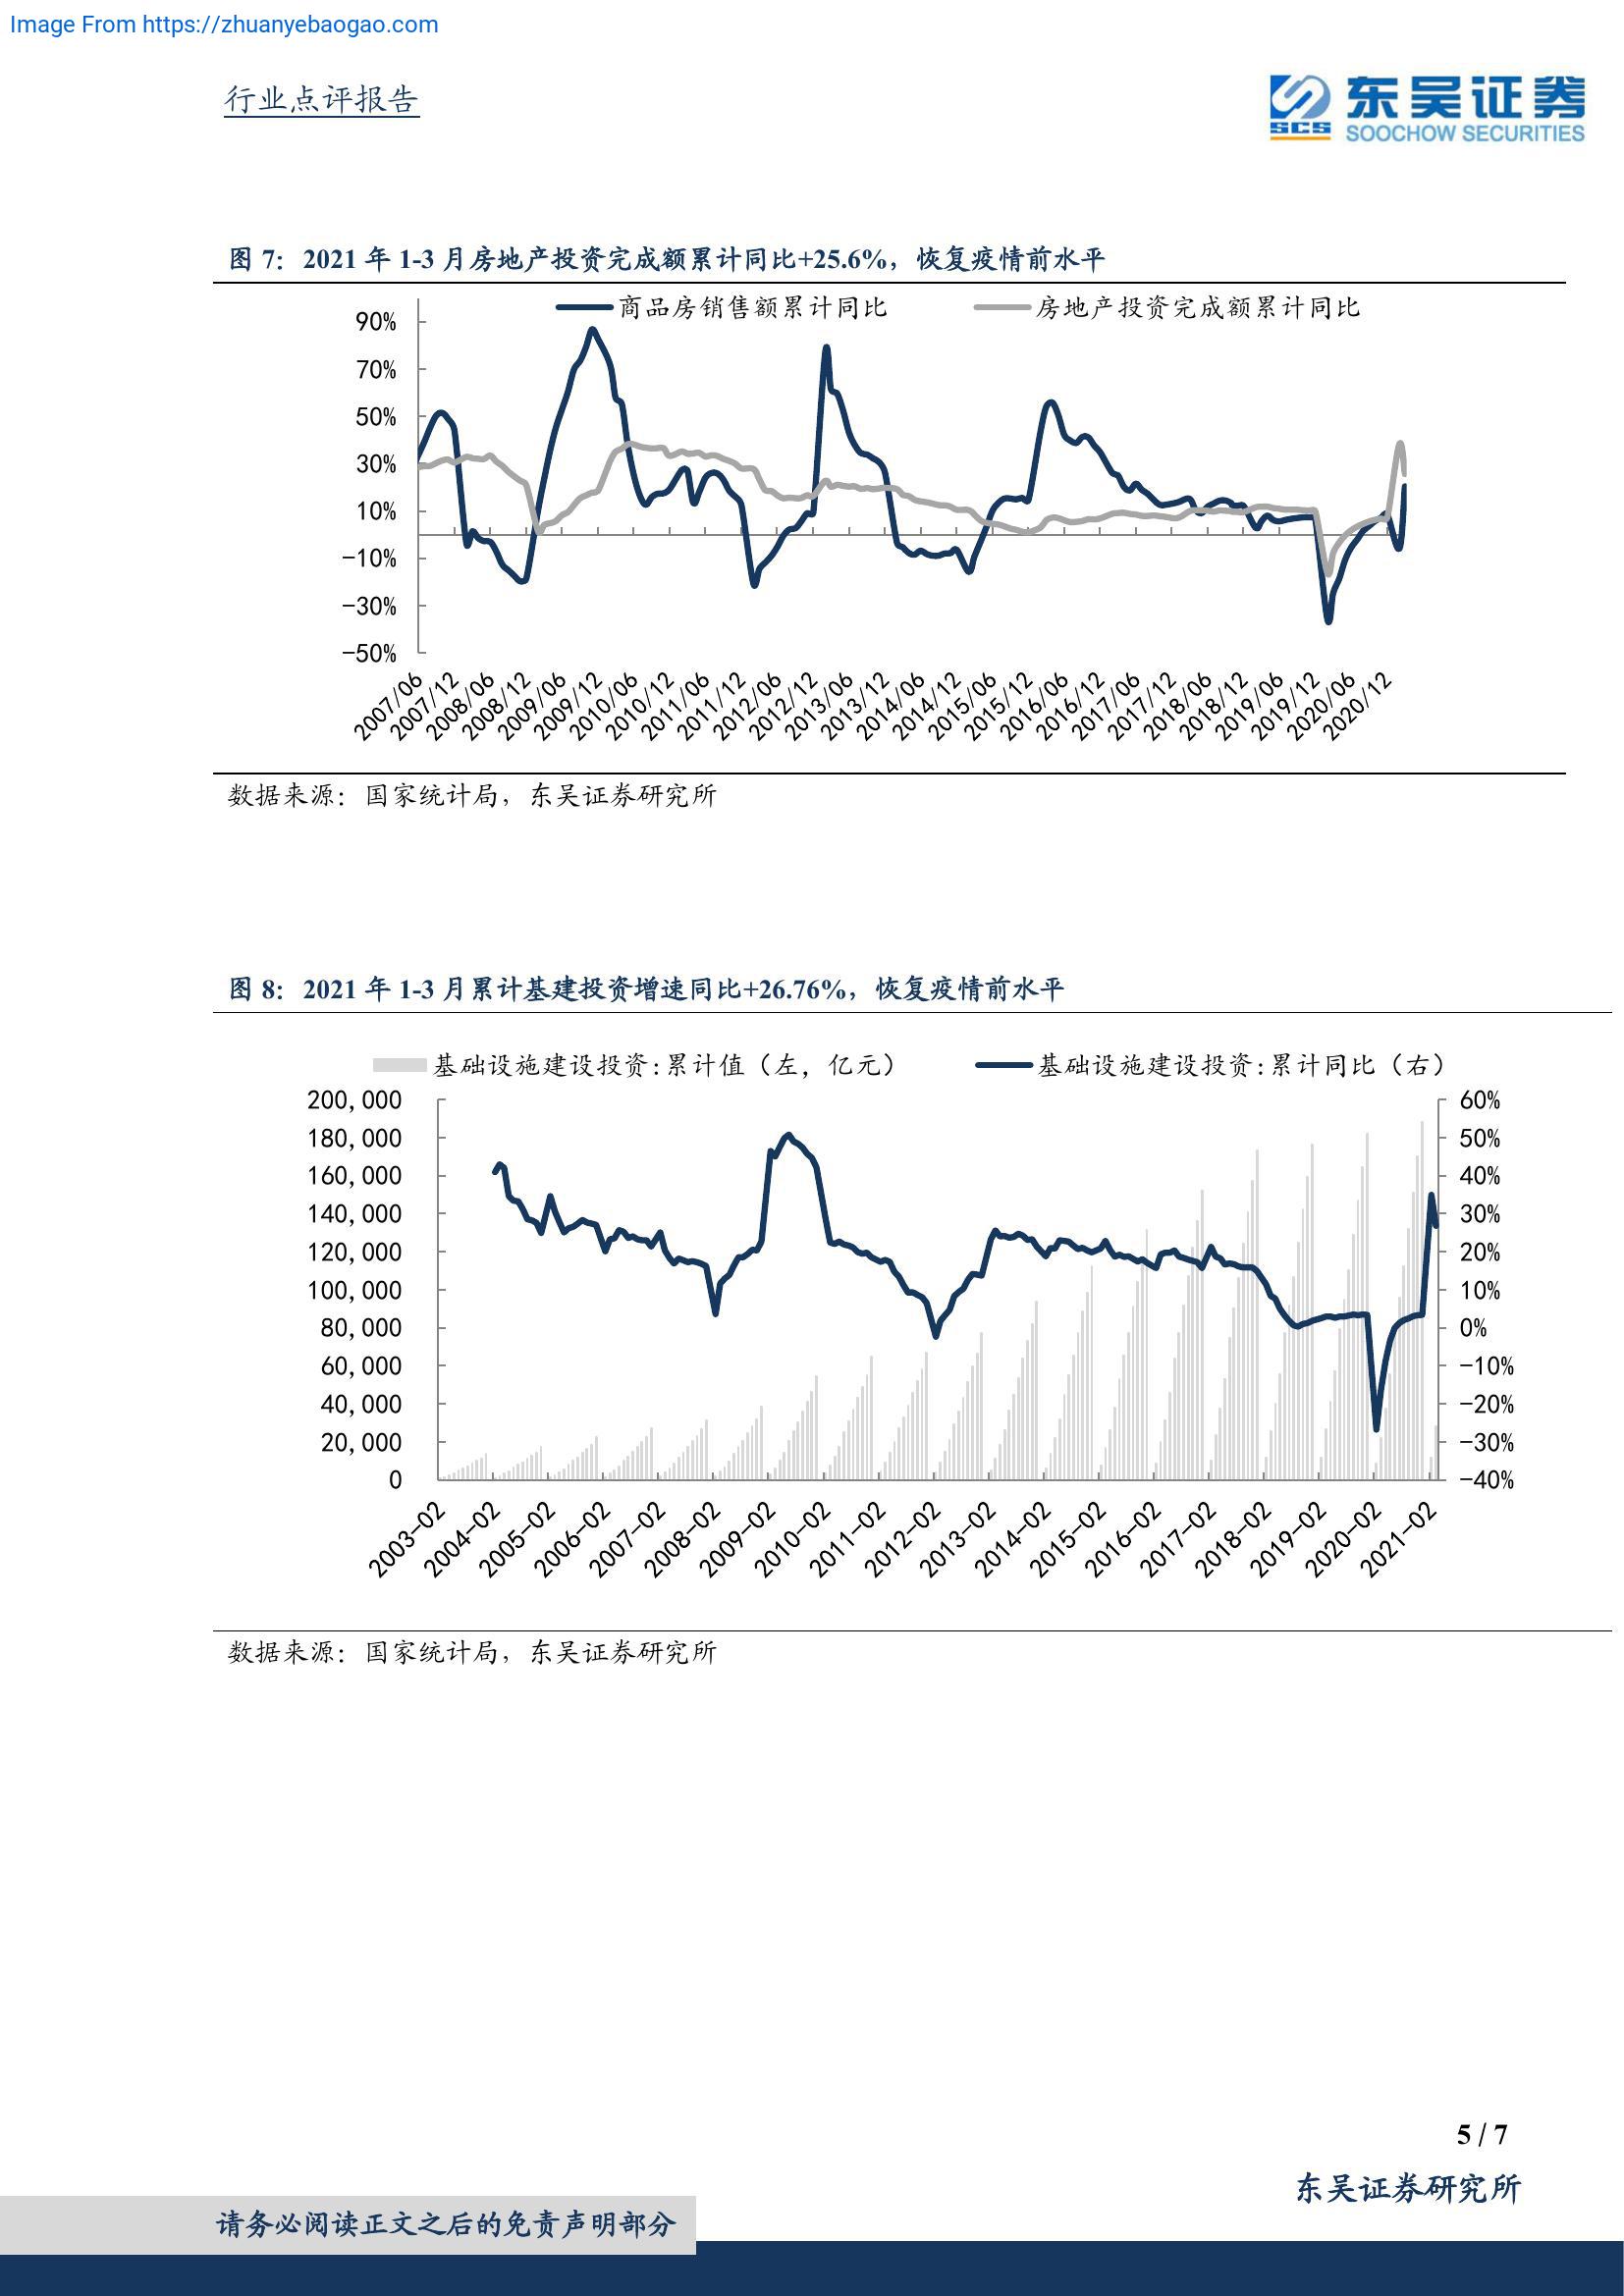 Image From https://zhuanyebaogao.com
行业点评报告
SCS
东吴证券
SOOCHOW SECURITIES
图 7： 2021 年 1-3 月房地产投资完成额累计同比+25.6%，恢复疫情前水平
商品房销售额累计同比 房地产投资完成额累计同比
90%
70%
50%
30%
10%
-10%
-30%
-50%
2007/06 2007/12 2008/06 2008/12 2009/06 2009/12 2010/06 2010/12 2011/06 2011/12 2012/06 2012/12 2013/06 2013/12 2014/06 2014/12 2015/06 2015/12 2016/06 2016/12 2017/06 2017/12 2018/06 2018/12 2019/06 2019/12 2020/06 2020/12
数据来源：国家统计局，东吴证券研究所
图 8： 2021 年 1-3 月累计基建投资增速同比+26.76%，恢复疫情前水平
基础设施建设投资:累计值（左，亿元） 基础设施建设投资:累计同比（右）
200,000 60%
180,000 50%
160,000 40%
140,000 30%
120,000 20%
100,000 10%
80,000 0%
60,000 -10%
40,000 -20%
20,000 -30%
0 -40%
2003-02 2004-02 2005-02 2006-02 2007-02 2008-02 2009-02 2010-02 2011-02 2012-02 2013-02 2014-02 2015-02 2016-02 2017-02 2018-02 2019-02 2020-02 2021-02
数据来源：国家统计局，东吴证券研究所
5 / 7
东吴证券研究所
请务必阅读正文之后的免责声明部分